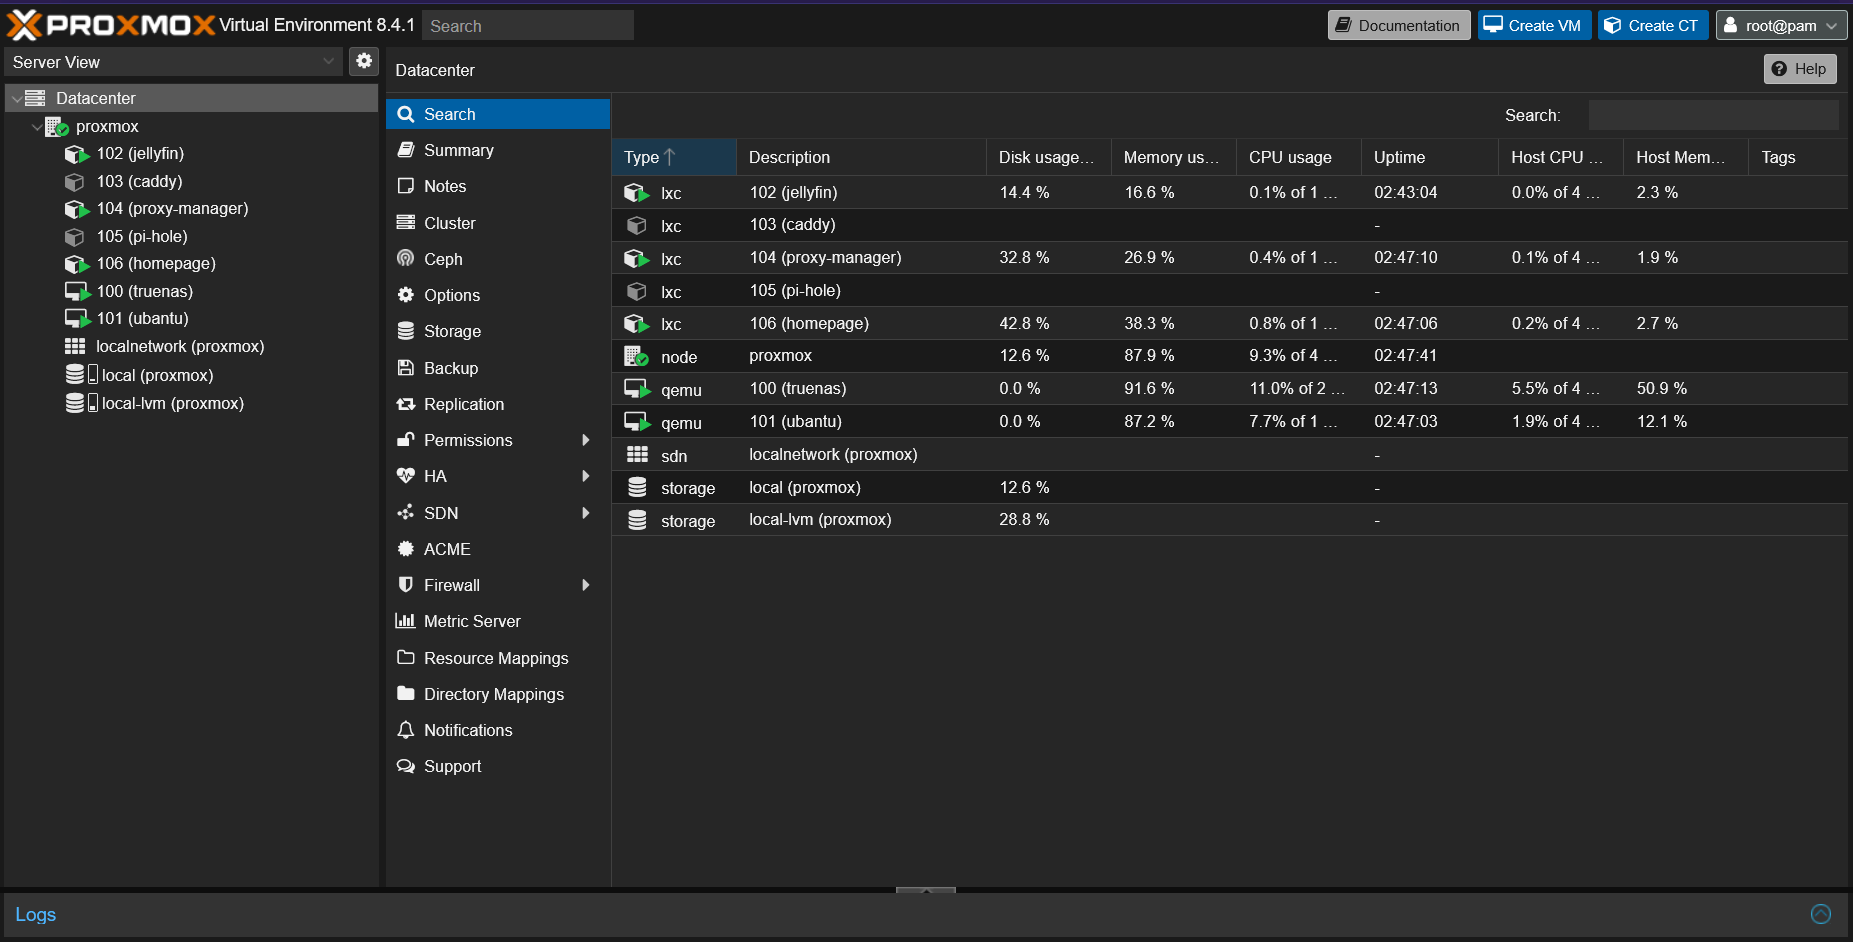 PROXMOX Virtual Environment 8.4.1 Search Documentation Create VM Create CT root@pam
Server View
Datacenter
proxmox
102 (jellyfin)
103 (caddy)
104 (proxy-manager)
105 (pi-hole)
106 (homepage)
100 (truenas)
101 (ubantu)
localnetwork (proxmox)
local (proxmox)
local-lvm (proxmox)
Datacenter Help
Search
Summary
Notes
Cluster
Ceph
Options
Storage
Backup
Replication
Permissions
HA
SDN
ACME
Firewall
Metric Server
Resource Mappings
Directory Mappings
Notifications
Support
Search:
Type Description Disk usage... Memory us... CPU usage Uptime Host CPU ... Host Mem... Tags
lxc 102 (jellyfin) 14.4 % 16.6 % 0.1% of 1 ... 02:43:04 0.0% of 4 ... 2.3 %
lxc 103 (caddy) -
lxc 104 (proxy-manager) 32.8 % 26.9 % 0.4% of 1 ... 02:47:10 0.1% of 4 ... 1.9 %
lxc 105 (pi-hole) -
lxc 106 (homepage) 42.8 % 38.3 % 0.8% of 1 ... 02:47:06 0.2% of 4 ... 2.7 %
node proxmox 12.6 % 87.9 % 9.3% of 4 ... 02:47:41
qemu 100 (truenas) 0.0 % 91.6 % 11.0% of 2 ... 02:47:13 5.5% of 4 ... 50.9 %
qemu 101 (ubantu) 0.0 % 87.2 % 7.7% of 1 ... 02:47:03 1.9% of 4 ... 12.1 %
sdn localnetwork (proxmox) -
storage local (proxmox) 12.6 % -
storage local-lvm (proxmox) 28.8 % -
Logs